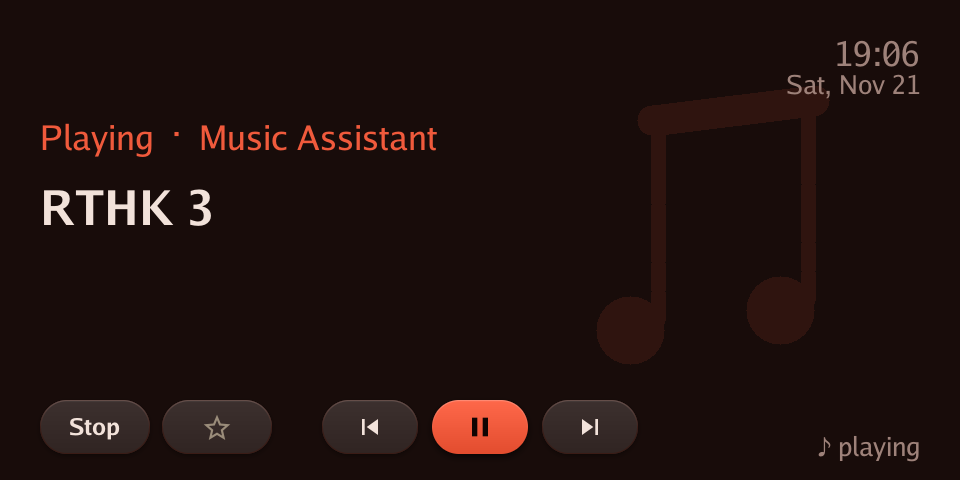 19:06
Sat, Nov 21
Playing · Music Assistant
RTHK 3
Stop
♪ playing